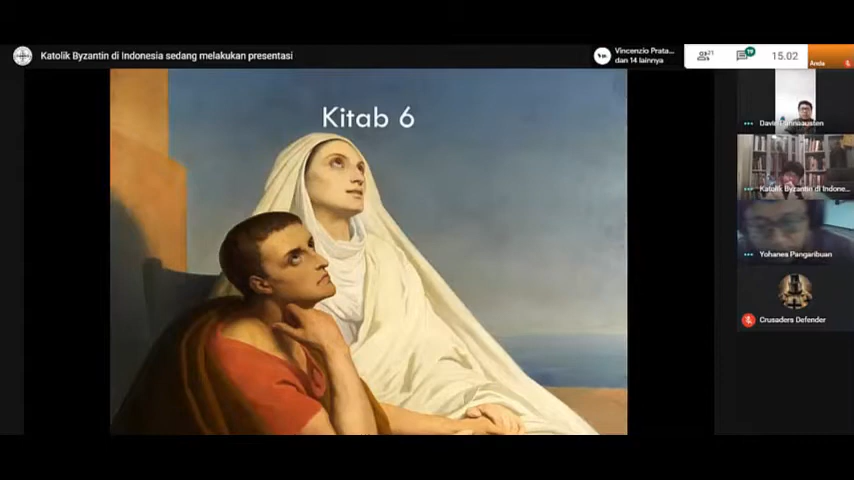 Katolik Byzantin di Indonesia sedang melakukan presentasi
Vincenzio Prata...
dan 14 lainnya
21
19
15.02
Anda
Kitab 6
Katolik Byzantin di Indone...
Yohanes Pangaribuan
Crusaders Defender